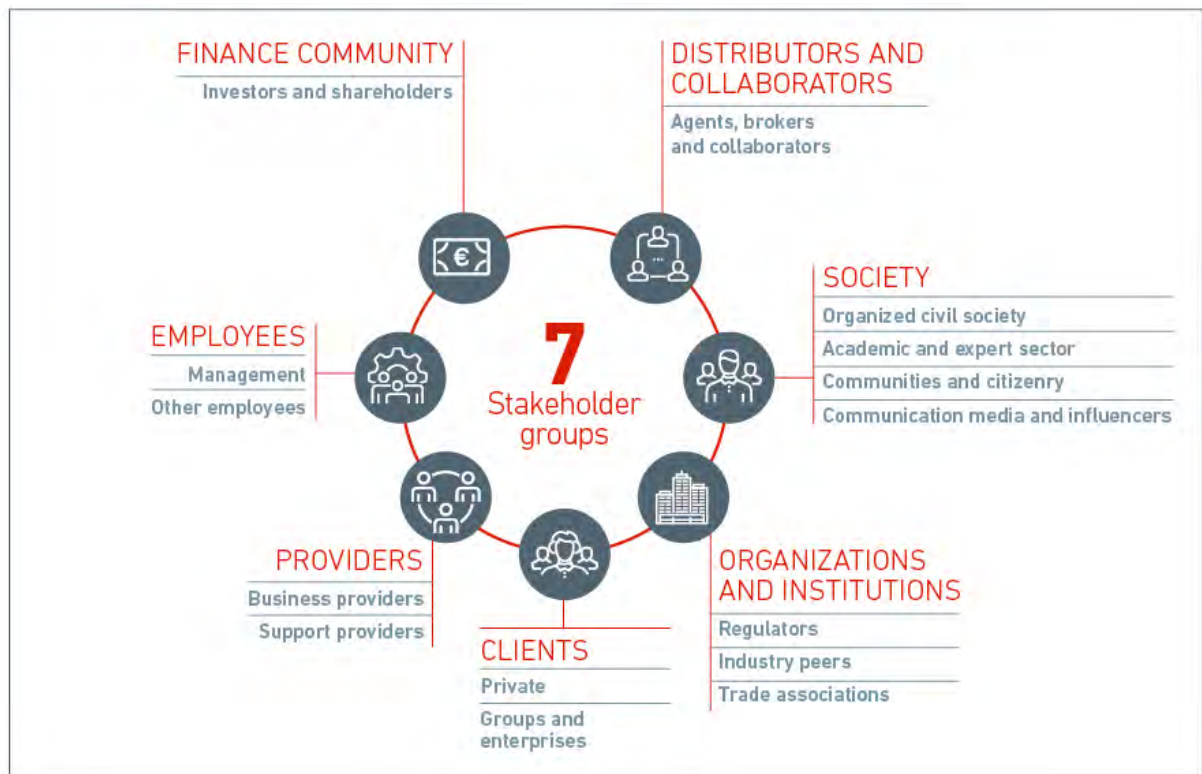 FINANCE COMMUNITY
Investors and shareholders
DISTRIBUTORS AND
COLLABORATORS
Agents, brokers
and collaborators
€
...
SOCIETY
Organized civil society
Academic and expert sector
Communities and citizenry
Communication media and influencers
EMPLOYEES
Management
Other employees
7
Stakeholder
groups
PROVIDERS
Business providers
Support providers
CLIENTS
Private
Groups and
enterprises
ORGANIZATIONS
AND INSTITUTIONS
Regulators
Industry peers
Trade associations